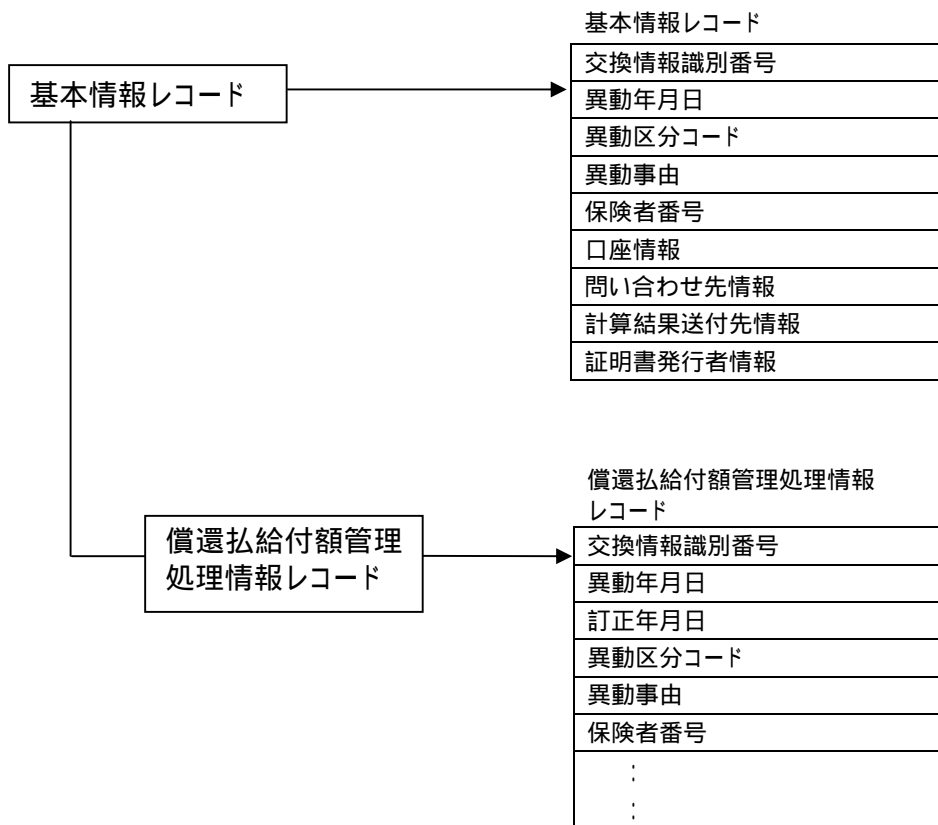 基本情報レコード
基本情報レコード
交換情報識別番号
異動年月日
異動区分コード
異動事由
保険者番号
口座情報
問い合わせ先情報
計算結果送付先情報
証明書発行者情報
償還払給付額管理
処理情報レコード
償還払給付額管理処理情報
レコード
交換情報識別番号
異動年月日
訂正年月日
異動区分コード
異動事由
保険者番号
:
: